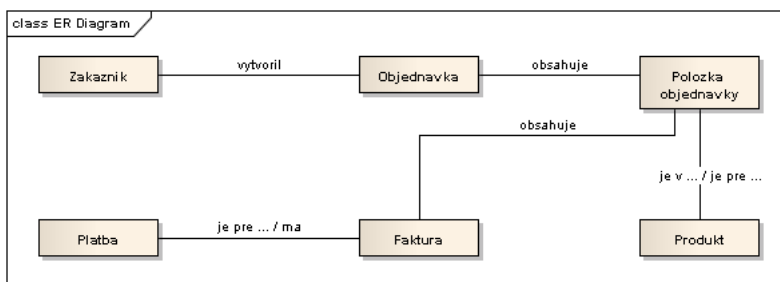 class ER Diagram
Zakaznik
vytvoril
Objednavka
obsahuje
Polozka
objednavky
obsahuje
je v ... / je pre ...
Platba
je pre ... / ma
Faktura
Produkt